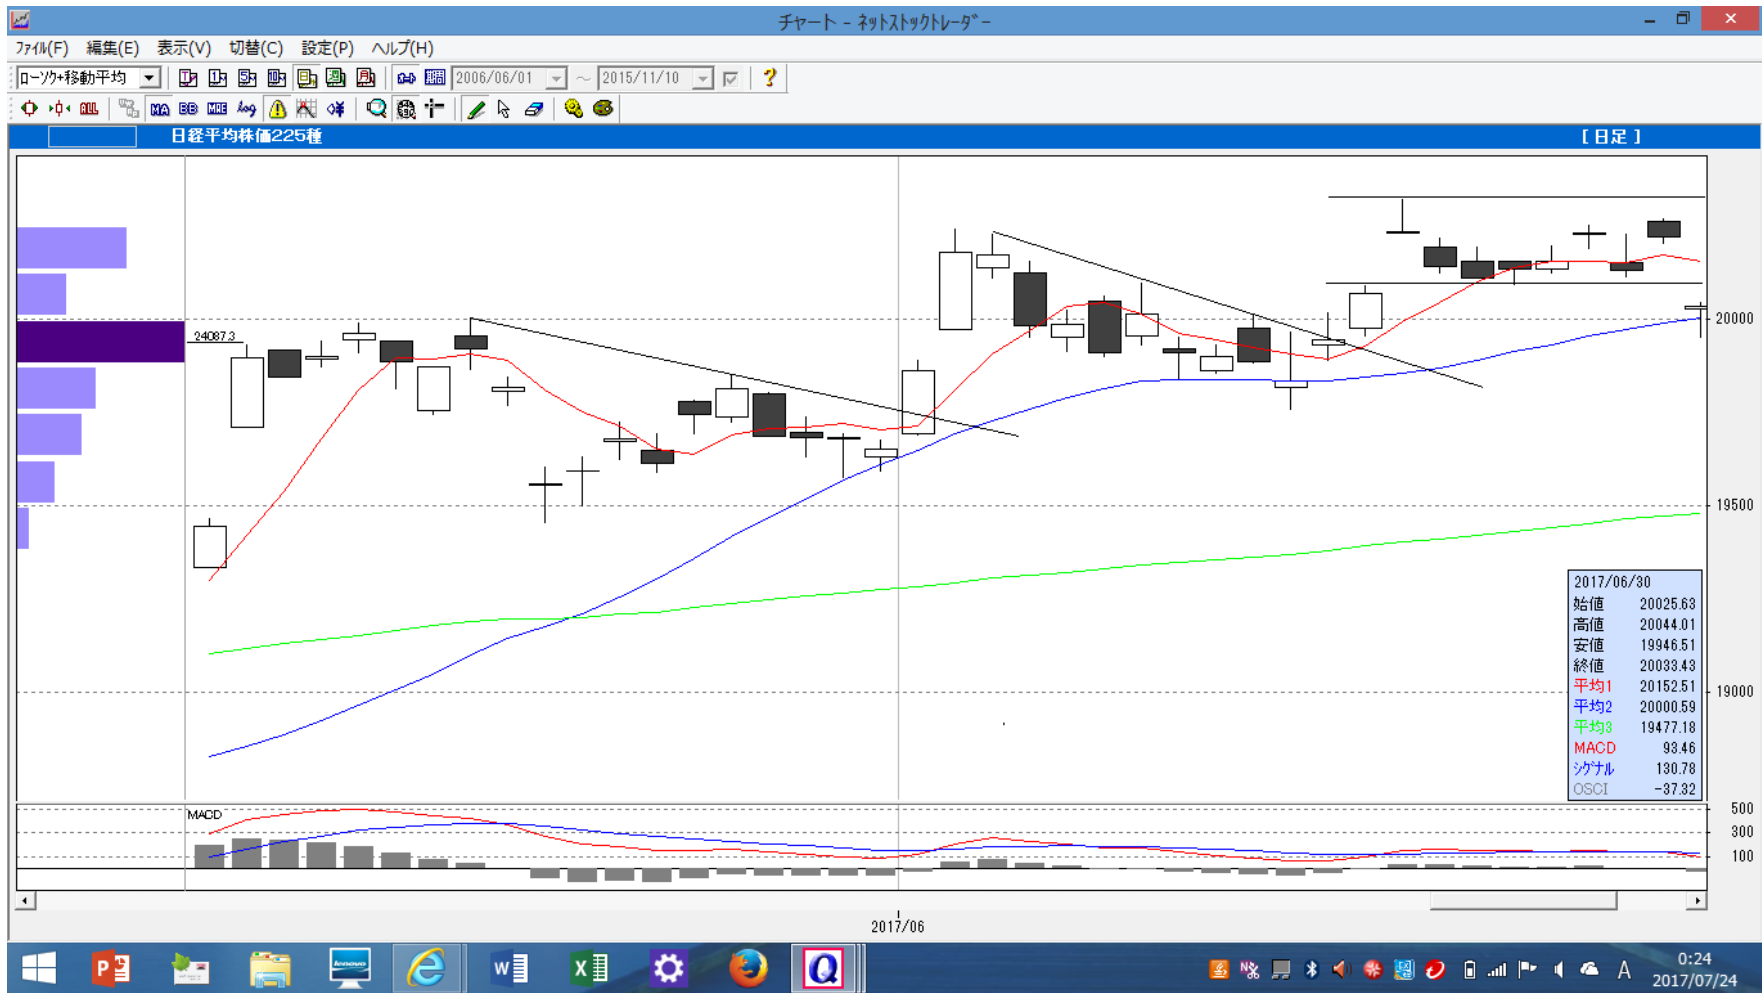 チャート - ネットストックトレーダー
ファイル(F) 編集(E) 表示(V) 切替(C) 設定(P) ヘルプ(H)
ローソク+移動平均 2006/06/01 ～ 2015/11/10
ALL MA BB log
日経平均株価225種 [ 日足 ]
24087.3
20000
19500
19000
2017/06/30
始値 20025.63
高値 20044.01
安値 19946.51
終値 20033.43
平均1 20152.51
平均2 20000.59
平均3 19477.18
MACD 93.46
シグナル 130.78
OSCI -37.32
MACD
500
300
100
2017/06
lenovo
A
0:24
2017/07/24